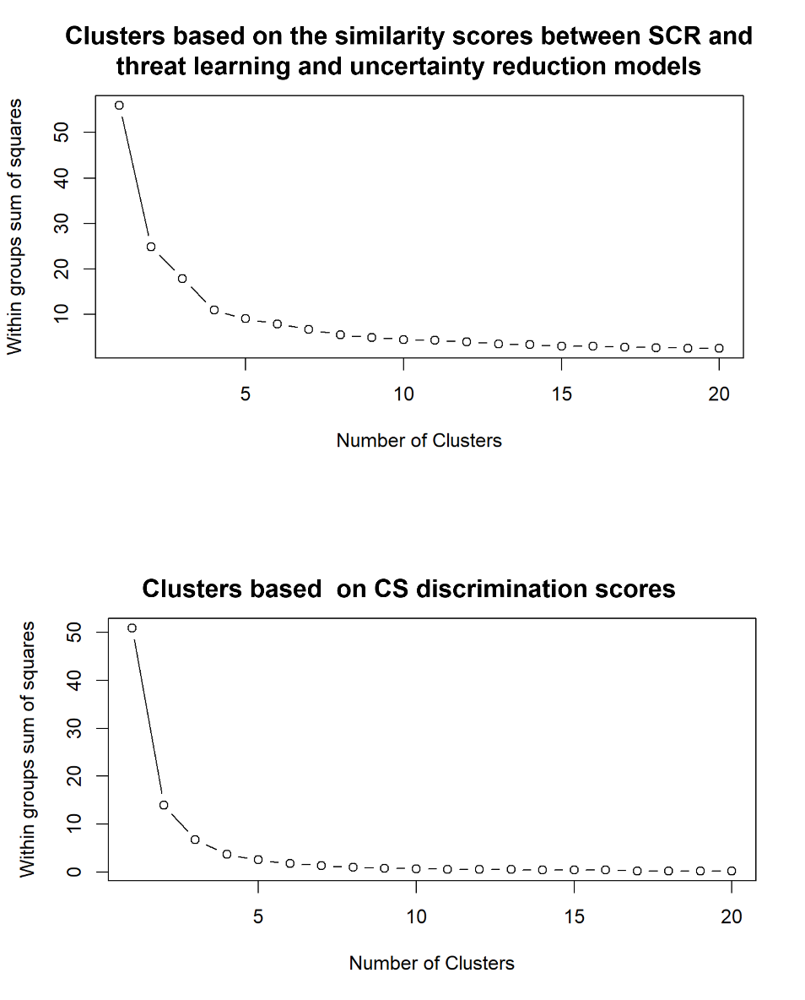 Clusters based on the similarity scores between SCR and
threat learning and uncertainty reduction models
Within groups sum of squares
50
40
30
20
10
5 10 15 20
Number of Clusters
Clusters based  on CS discrimination scores
Within groups sum of squares
50
40
30
20
10
0
5 10 15 20
Number of Clusters